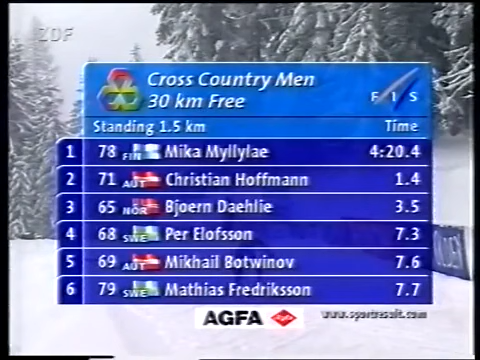 ZDF
Cross Country Men
30 km Free
FIS
Standing 1.5 km Time
1 78 FIN Mika Myllylae 4:20.4
2 71 AUT Christian Hoffmann 1.4
3 65 NOR Bjoern Daehlie 3.5
4 68 SWE Per Elofsson 7.3
5 69 AUT Mikhail Botwinov 7.6
6 79 SWE Mathias Fredriksson 7.7
AGFA www.sportresult.com